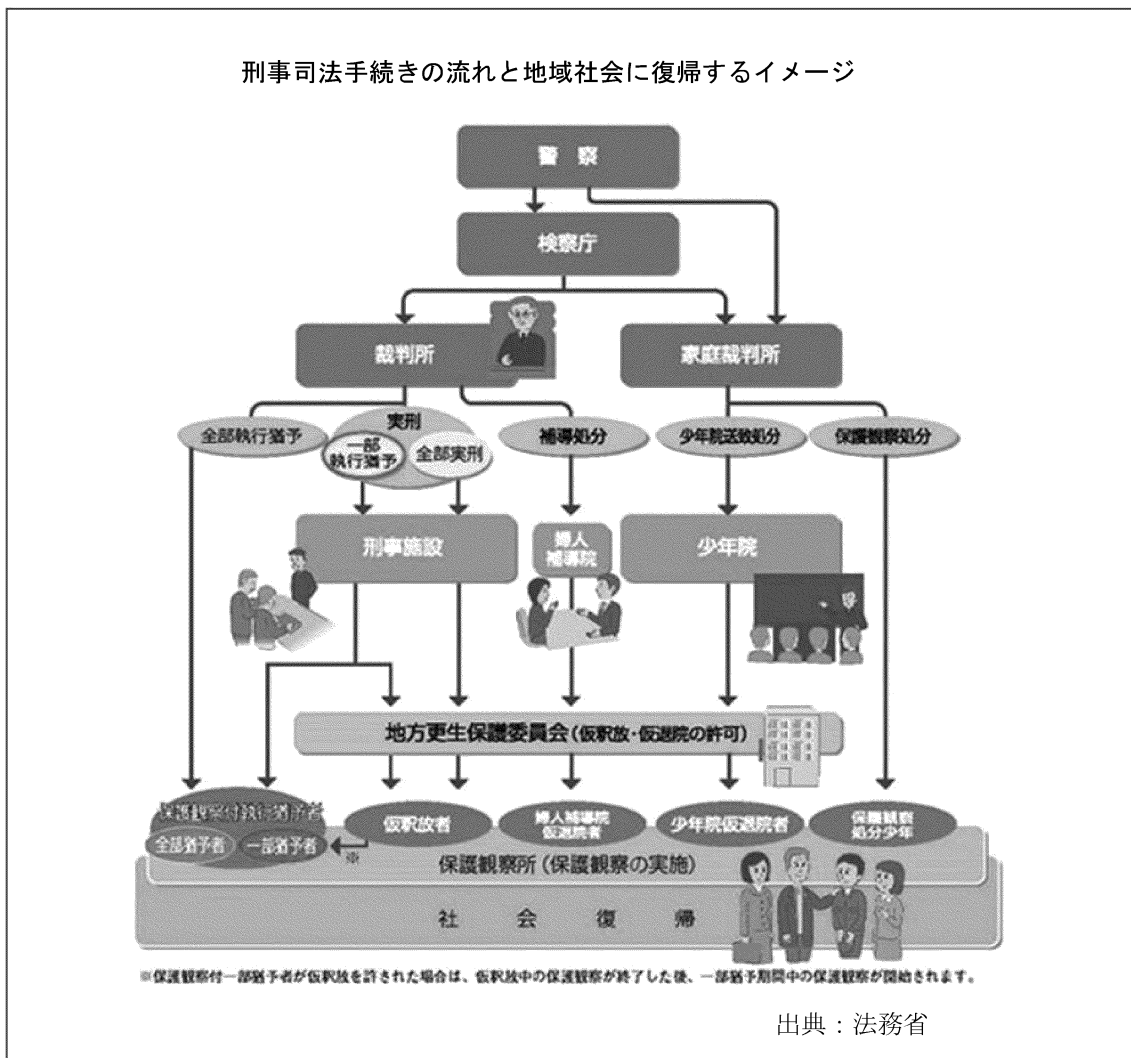 刑事司法手続きの流れと地域社会に復帰するイメージ
警 察
検察庁
裁判所
家庭裁判所
全部執行猶予
実刑
一部
執行猶予
全部実刑
補導処分
少年院送致処分
保護観察処分
刑事施設
婦人
補導院
少年院
地方更生保護委員会(仮釈放・仮退院の許可)
保護観察付執行猶予者
全部猶予者
一部猶予者
※
仮釈放者
婦人補導院
仮退院者
少年院仮退院者
保護観察
処分少年
保護観察所(保護観察の実施)
社 会 復 帰
※保護観察付一部猶予者が仮釈放を許された場合は、仮釈放中の保護観察が終了した後、一部猶予期間中の保護観察が開始されます。
出典:法務省